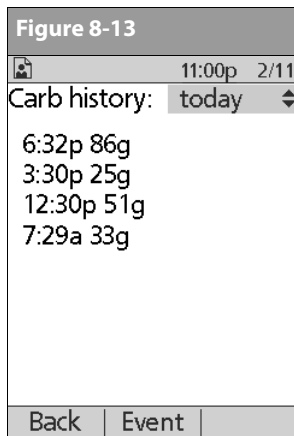 Figure 8-13
11:00p 2/11
Carb history: today
6:32p 86g
3:30p 25g
12:30p 51g
7:29a 33g
Back | Event |